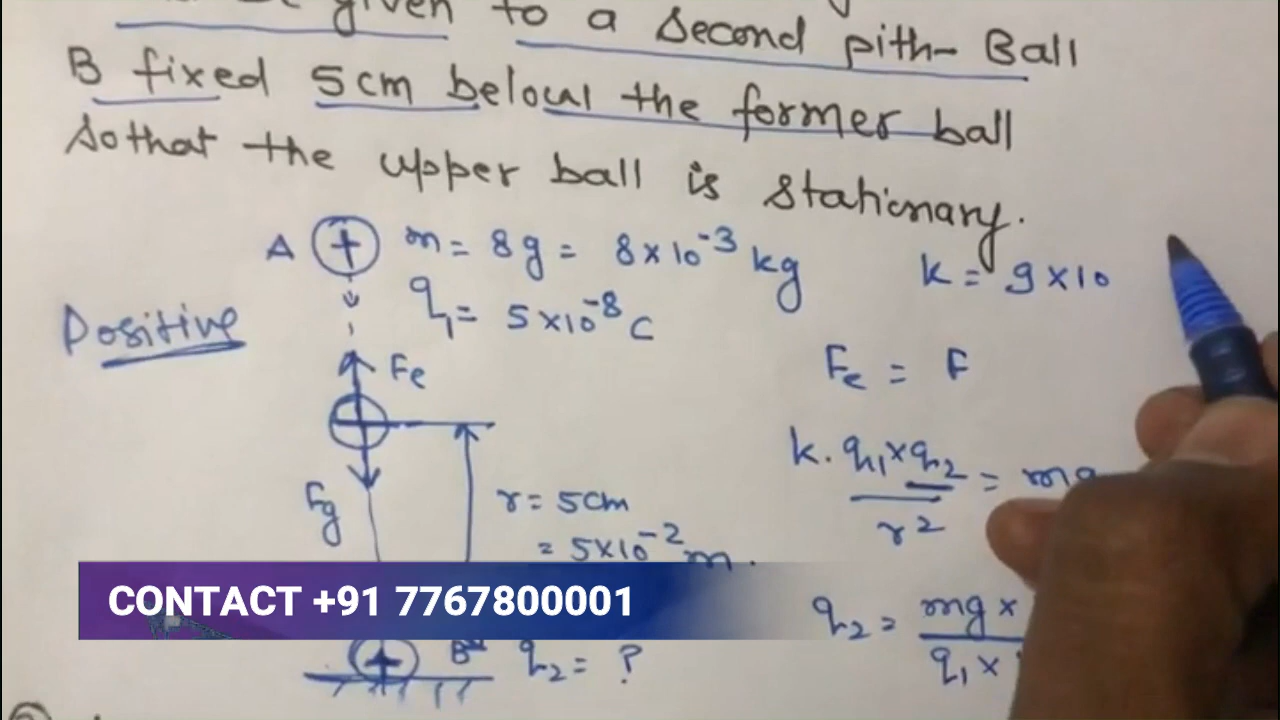 given to a second pith- Ball
B fixed 5cm below the former ball
So that the upper ball is stationary.
A + m = 8g = 8×10⁻³ kg
q₁ = 5×10⁻⁸ C
k = 9×10
Positive
Fe
Fe = F
k. q₁×q₂ / r² = mg
Fg
r = 5cm
= 5×10⁻² m.
CONTACT +91 7767800001
q₂ = mg × / q₁ ×
+ B q₂ = ?